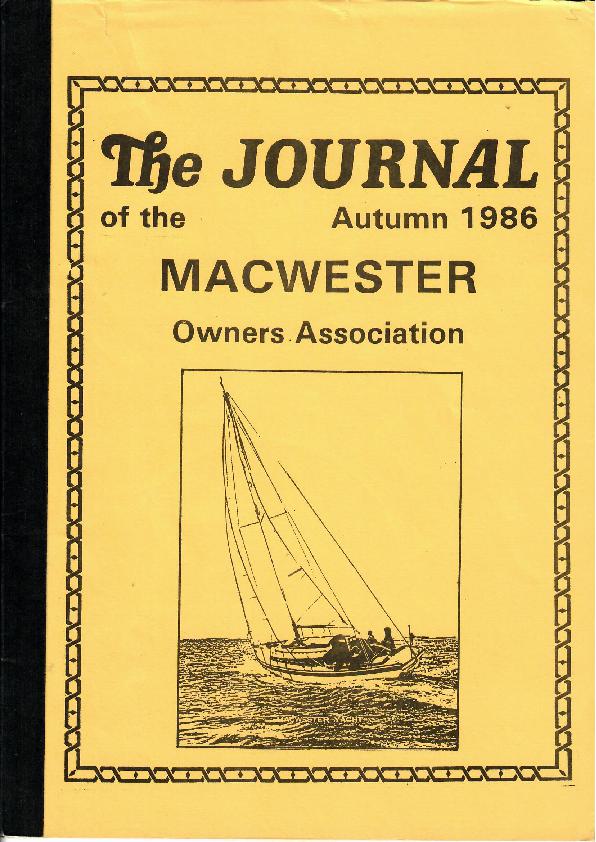 The JOURNAL
of the Autumn 1986
MACWESTER
Owners Association